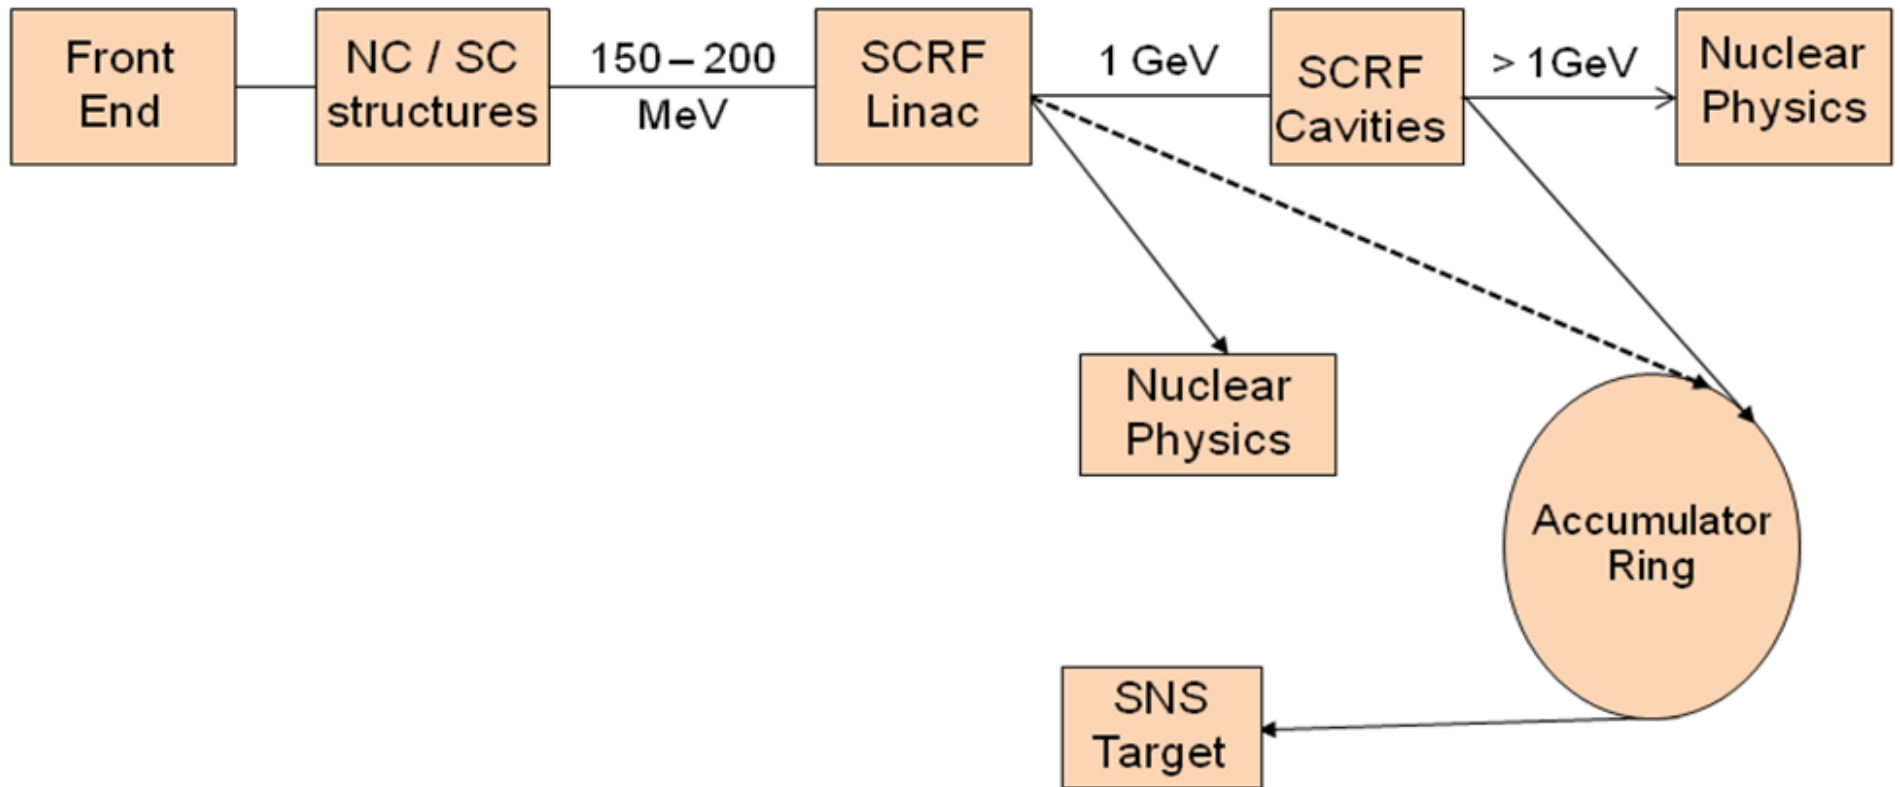 Front
End
NC / SC
structures
150 – 200
MeV
SCRF
Linac
1 GeV
SCRF
Cavities
> 1GeV
Nuclear
Physics
Nuclear
Physics
Accumulator
Ring
SNS
Target